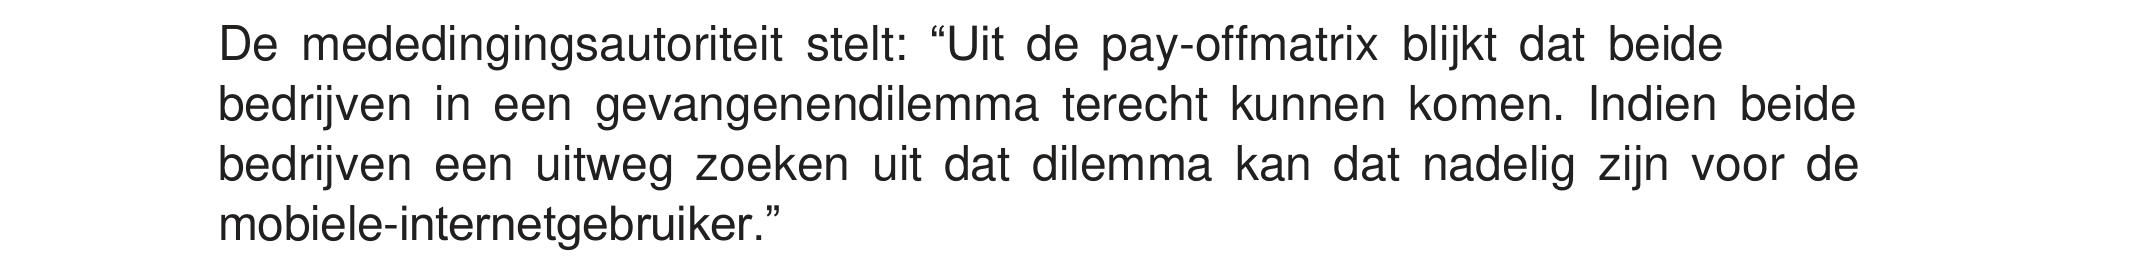 De mededingingsautoriteit stelt: “Uit de pay-offmatrix blijkt dat beide
bedrijven in een gevangenendilemma terecht kunnen komen. Indien beide
bedrijven een uitweg zoeken uit dat dilemma kan dat nadelig zijn voor de
mobiele-internetgebruiker.”